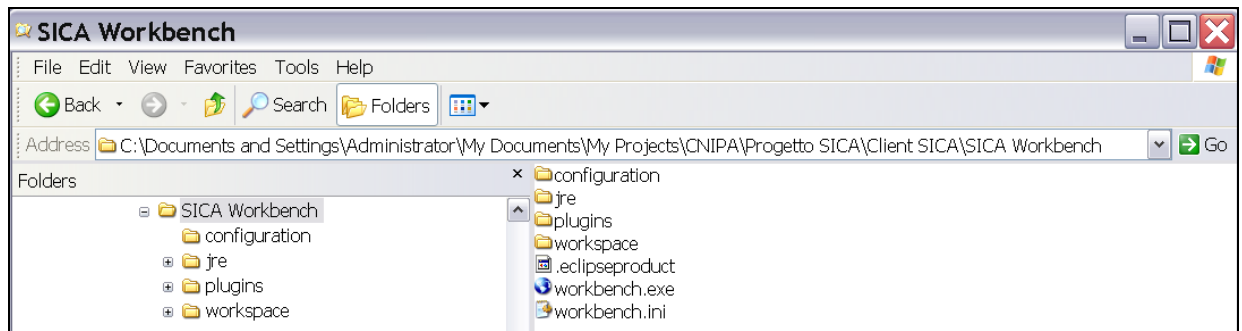 SICA Workbench
File Edit View Favorites Tools Help
Back Search Folders
Address C:\Documents and Settings\Administrator\My Documents\My Projects\CNIPA\Progetto SICA\Client SICA\SICA Workbench Go
Folders
SICA Workbench
configuration
jre
plugins
workspace
configuration
jre
plugins
workspace
.eclipseproduct
workbench.exe
workbench.ini